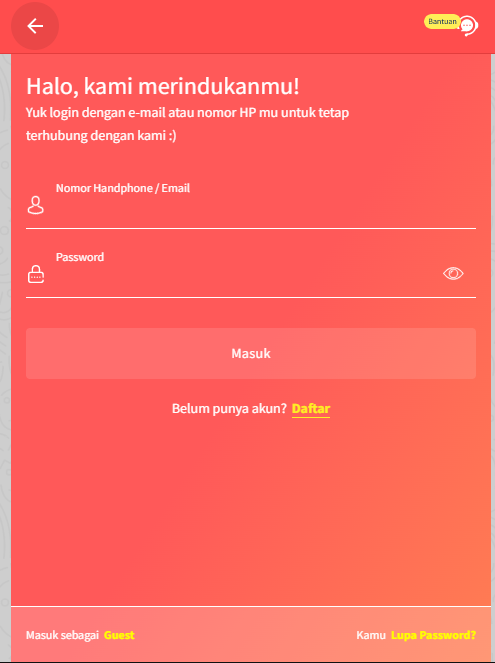 Bantuan
Halo, kami merindukanmu!
Yuk login dengan e-mail atau nomor HP mu untuk tetap
terhubung dengan kami :)
Nomor Handphone / Email
Password
Masuk
Belum punya akun? Daftar
Masuk sebagai Guest
Kamu Lupa Password?